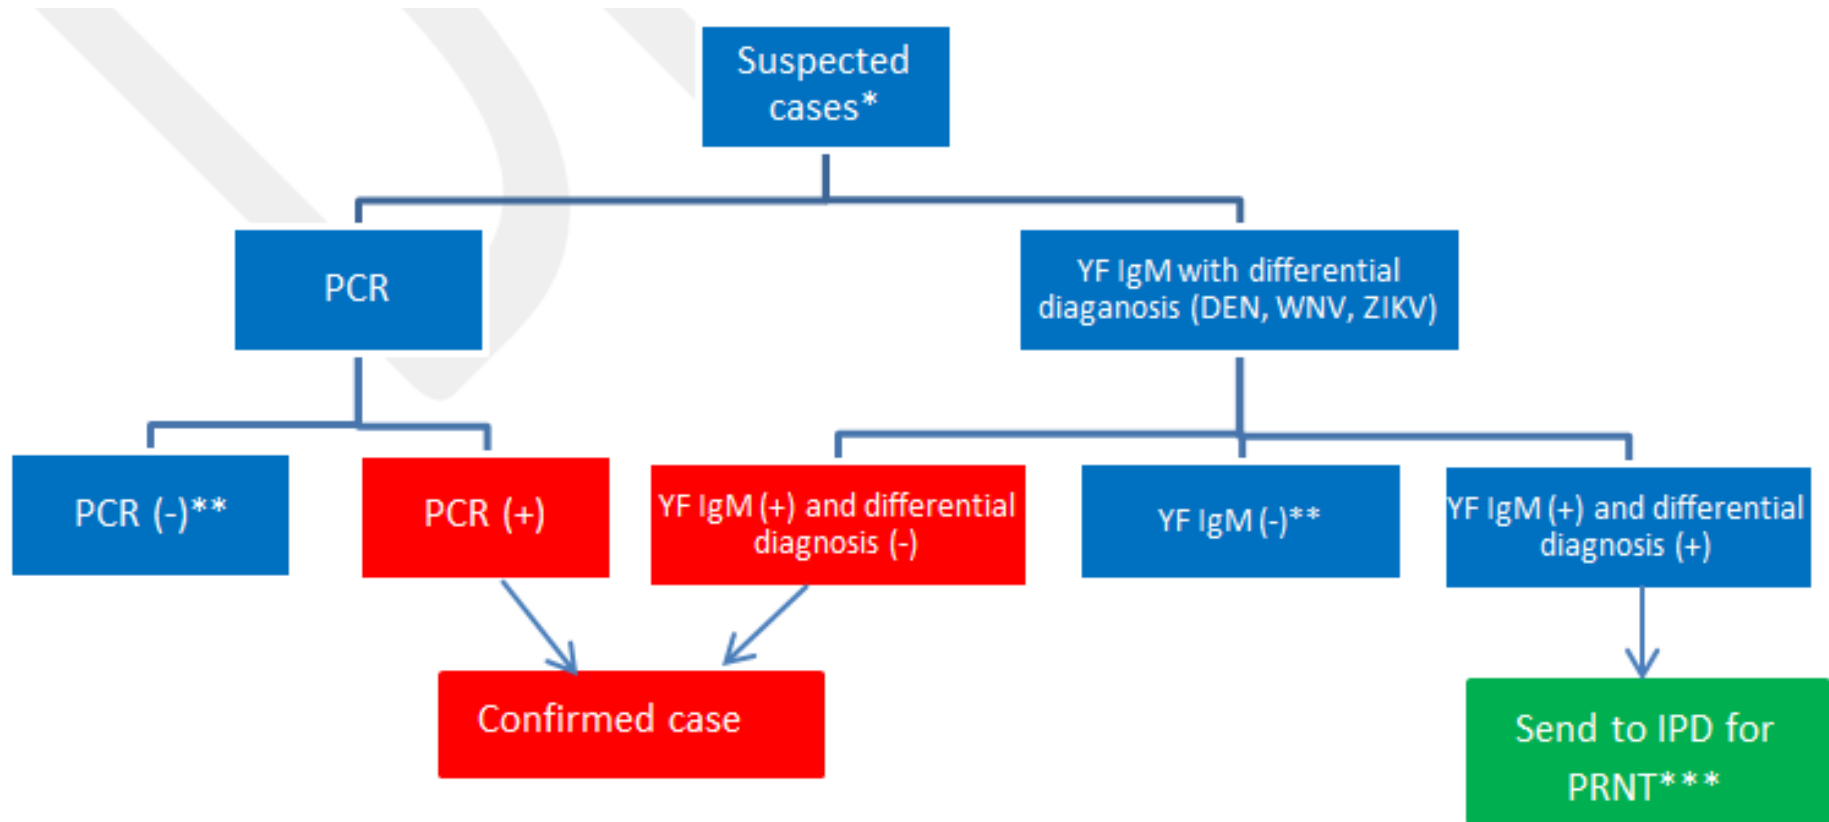 Suspected
cases*
PCR
YF IgM with differential
diaganosis (DEN, WNV, ZIKV)
PCR (-)**
PCR (+)
YF IgM (+) and differential
diagnosis (-)
YF IgM (-)**
YF IgM (+) and differential
diagnosis (+)
Confirmed case
Send to IPD for
PRNT***